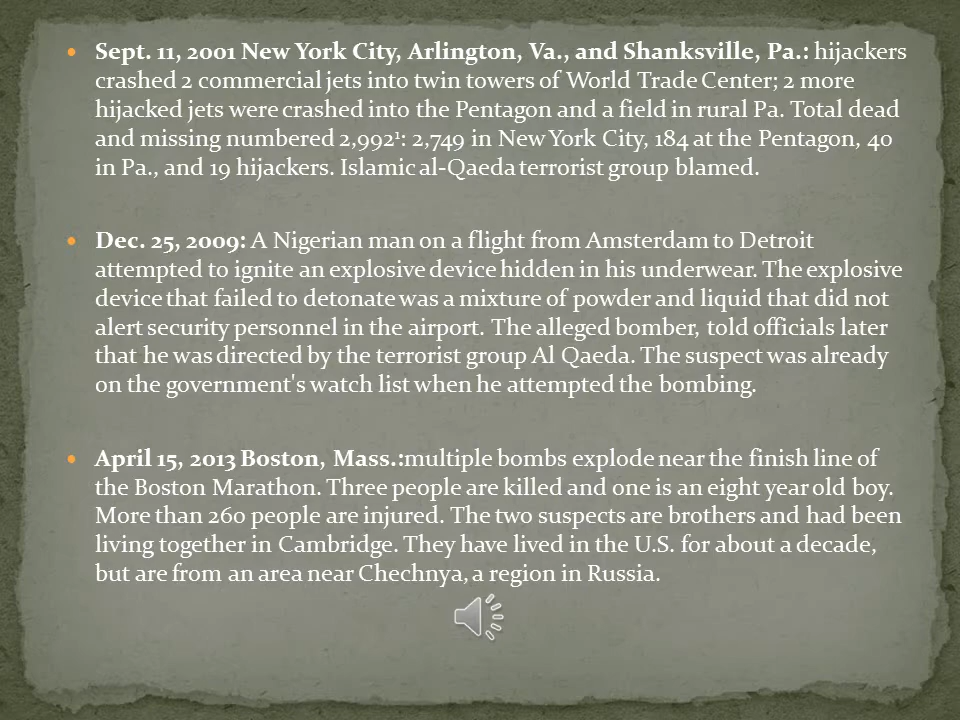 • Sept. 11, 2001 New York City, Arlington, Va., and Shanksville, Pa.: hijackers
crashed 2 commercial jets into twin towers of World Trade Center; 2 more
hijacked jets were crashed into the Pentagon and a field in rural Pa. Total dead
and missing numbered 2,992¹: 2,749 in New York City, 184 at the Pentagon, 40
in Pa., and 19 hijackers. Islamic al-Qaeda terrorist group blamed.
• Dec. 25, 2009: A Nigerian man on a flight from Amsterdam to Detroit
attempted to ignite an explosive device hidden in his underwear. The explosive
device that failed to detonate was a mixture of powder and liquid that did not
alert security personnel in the airport. The alleged bomber, told officials later
that he was directed by the terrorist group Al Qaeda. The suspect was already
on the government's watch list when he attempted the bombing.
• April 15, 2013 Boston, Mass.:multiple bombs explode near the finish line of
the Boston Marathon. Three people are killed and one is an eight year old boy.
More than 260 people are injured. The two suspects are brothers and had been
living together in Cambridge. They have lived in the U.S. for about a decade,
but are from an area near Chechnya, a region in Russia.